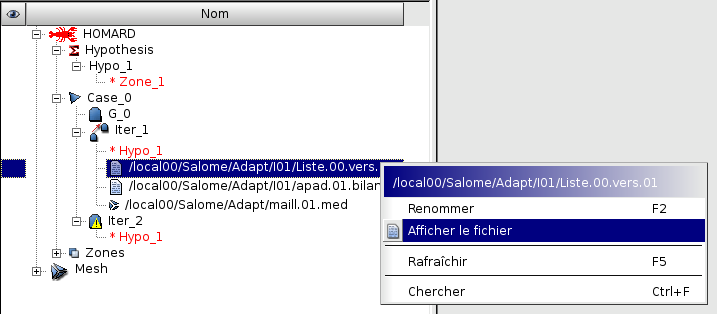 Nom
HOMARD
Hypothesis
Hypo_1
* Zone_1
Case_0
G_0
Iter_1
* Hypo_1
/local00/Salome/Adapt/I01/Liste.00.vers.
/local00/Salome/Adapt/I01/apad.01.bilan
/local00/Salome/Adapt/maill.01.med
Iter_2
* Hypo_1
Zones
Mesh
/local00/Salome/Adapt/I01/Liste.00.vers.01
Renommer F2
Afficher le fichier
Rafraîchir F5
Chercher Ctrl+F